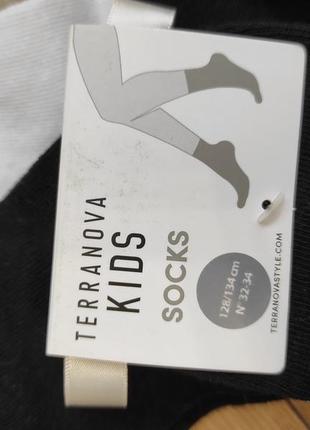 TERRANOVA
KIDS
SOCKS
128/134 cm
N°32-34
TERRANOVASTYLE.COM